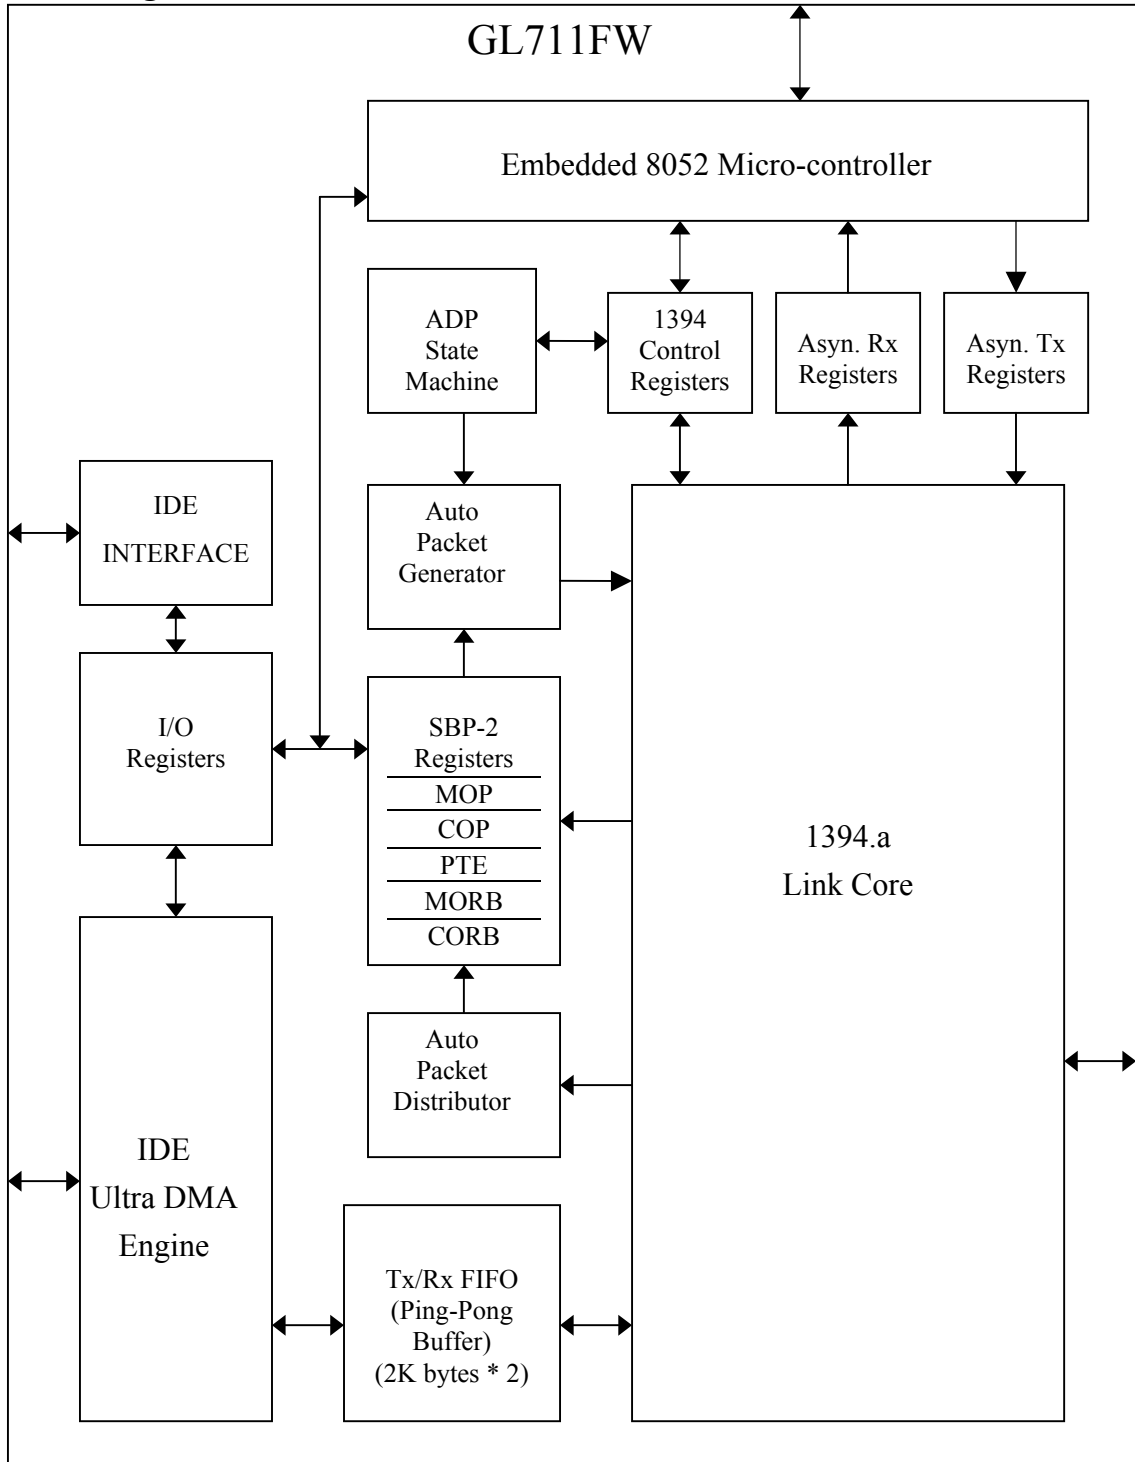 GL711FW
Embedded 8052 Micro-controller
ADP
State
Machine
1394
Control
Registers
Asyn. Rx
Registers
Asyn. Tx
Registers
IDE
INTERFACE
Auto
Packet
Generator
I/O
Registers
SBP-2
Registers
MOP
COP
PTE
MORB
CORB
1394.a
Link Core
Auto
Packet
Distributor
IDE
Ultra DMA
Engine
Tx/Rx FIFO
(Ping-Pong
Buffer)
(2K bytes * 2)